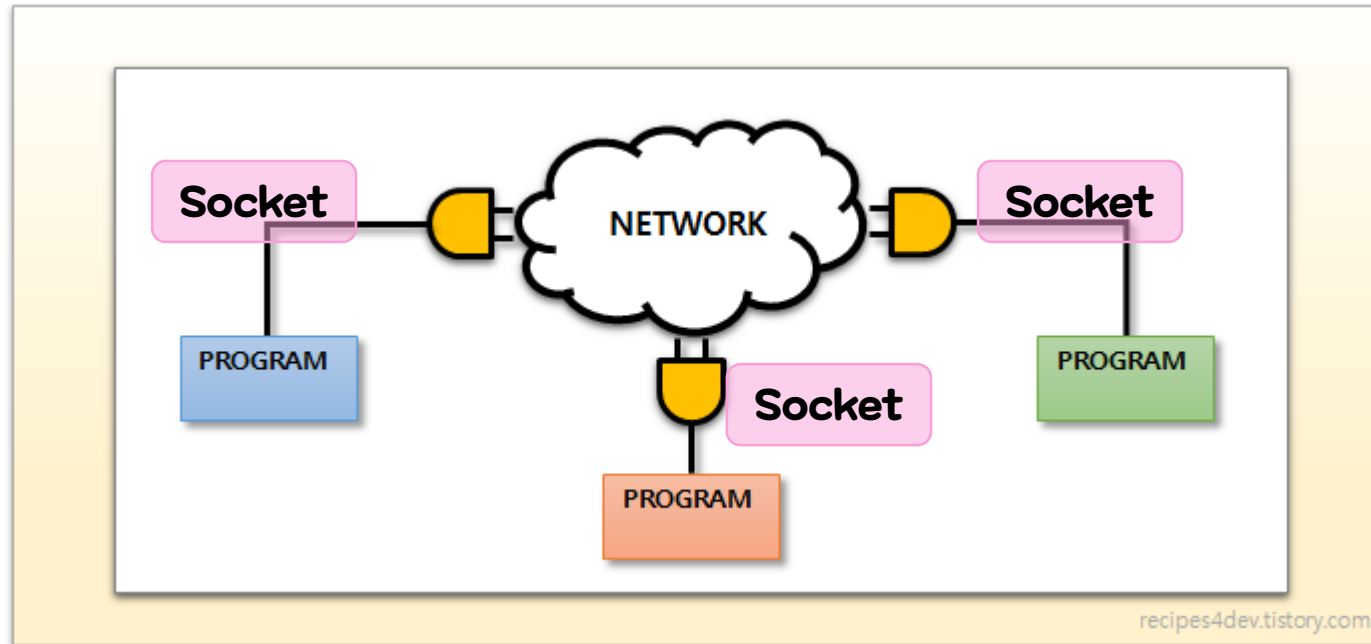 Socket
Socket
NETWORK
PROGRAM
PROGRAM
Socket
PROGRAM
recipes4dev.tistory.com